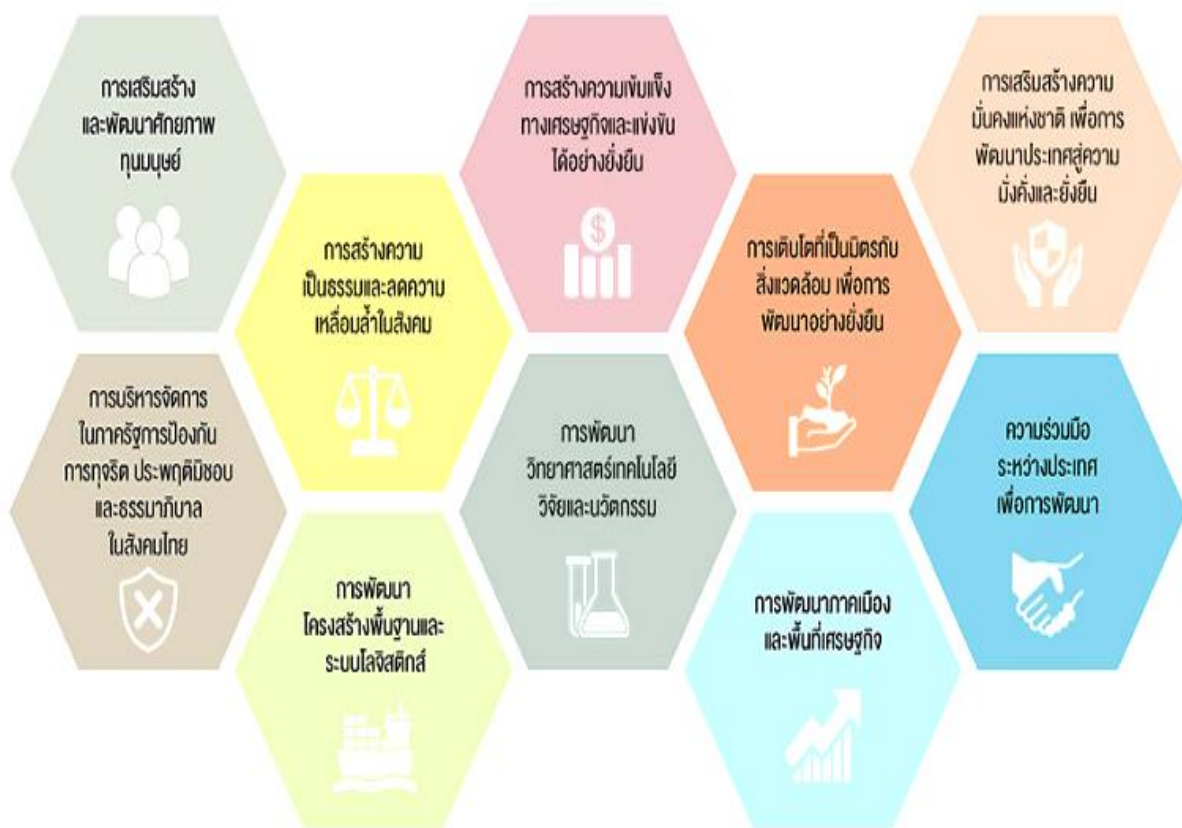 การเสริมสร้าง
และพัฒนาศักยภาพ
ทุนมนุษย์
การสร้างความ
เป็นธรรมและลดความ
เหลื่อมล้ำในสังคม
การสร้างความเข้มแข็ง
ทางเศรษฐกิจและแข่งขัน
ได้อย่างยั่งยืน
การเติบโตที่เป็นมิตรกับ
สิ่งแวดล้อม เพื่อการ
พัฒนาอย่างยั่งยืน
การเสริมสร้างความ
มั่นคงแห่งชาติ เพื่อการ
พัฒนาประเทศสู่ความ
มั่งคั่งและยั่งยืน
การบริหารจัดการ
ในภาครัฐการป้องกัน
การทุจริต ประพฤติมิชอบ
และธรรมาภิบาล
ในสังคมไทย
การพัฒนา
โครงสร้างพื้นฐานและ
ระบบโลจิสติกส์
การพัฒนา
วิทยาศาสตร์เทคโนโลยี
วิจัยและนวัตกรรม
การพัฒนาภาคเมือง
และพื้นที่เศรษฐกิจ
ความร่วมมือ
ระหว่างประเทศ
เพื่อการพัฒนา